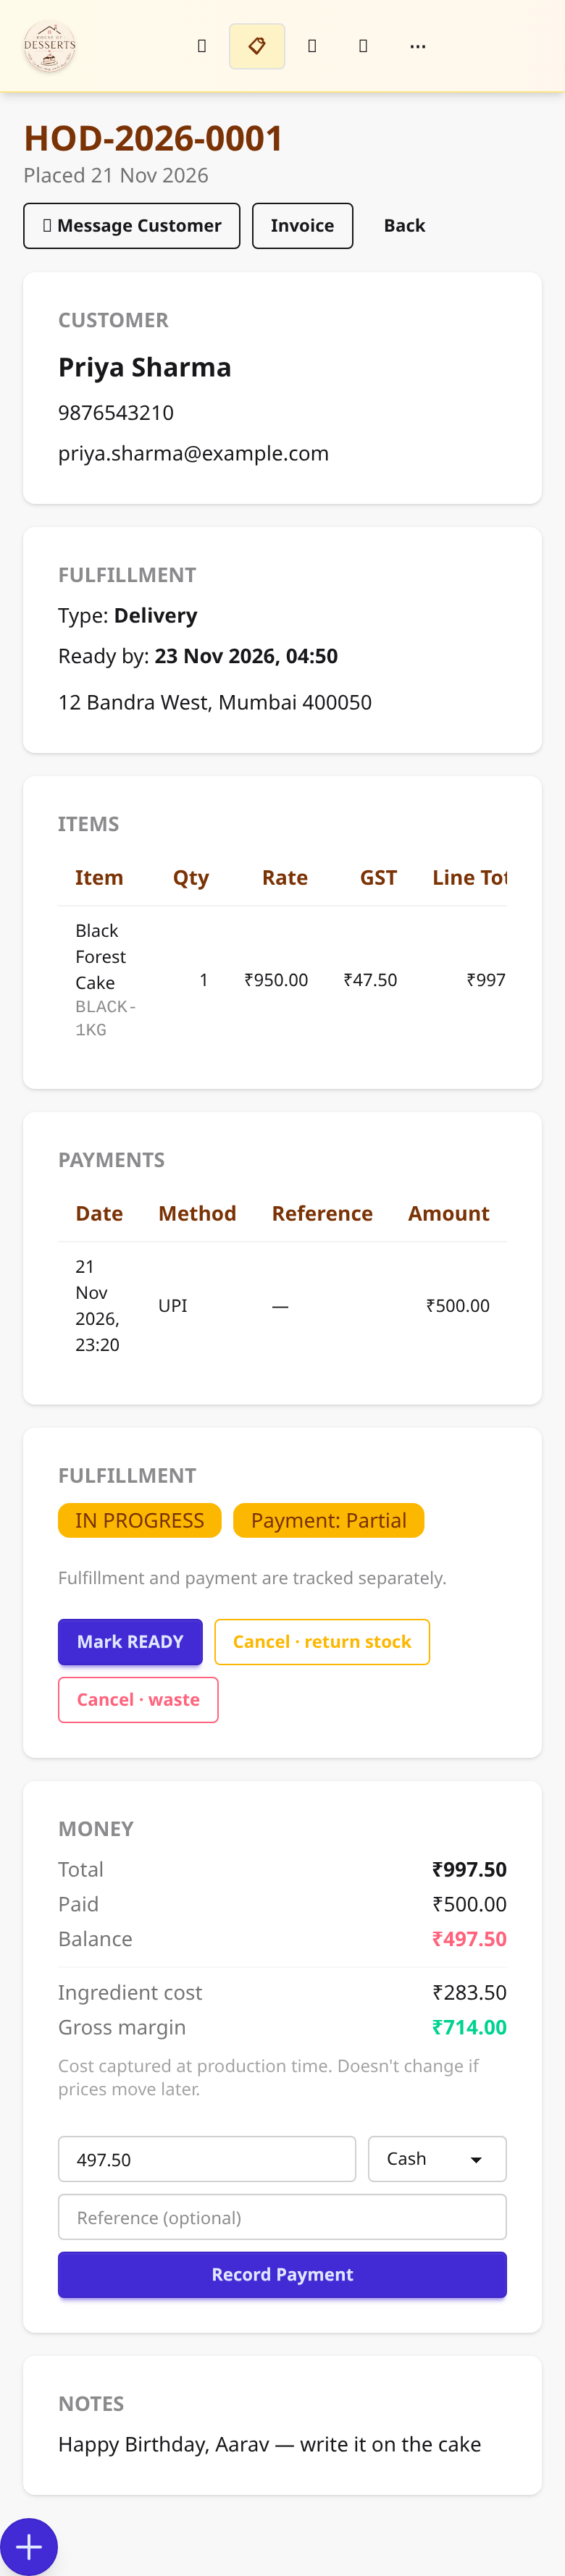 HOUSE OF
DESSERTS
...
HOD-2026-0001
Placed 21 Nov 2026
Message Customer
Invoice
Back
CUSTOMER
Priya Sharma
9876543210
priya.sharma@example.com
FULFILLMENT
Type: Delivery
Ready by: 23 Nov 2026, 04:50
12 Bandra West, Mumbai 400050
ITEMS
Item Qty Rate GST Line Tot
Black
Forest
Cake
BLACK-
1KG
1 ₹950.00 ₹47.50 ₹997
PAYMENTS
Date Method Reference Amount
21
Nov
2026,
23:20
UPI — ₹500.00
FULFILLMENT
IN PROGRESS Payment: Partial
Fulfillment and payment are tracked separately.
Mark READY Cancel · return stock
Cancel · waste
MONEY
Total ₹997.50
Paid ₹500.00
Balance ₹497.50
Ingredient cost ₹283.50
Gross margin ₹714.00
Cost captured at production time. Doesn't change if
prices move later.
497.50 Cash
Reference (optional)
Record Payment
NOTES
Happy Birthday, Aarav — write it on the cake